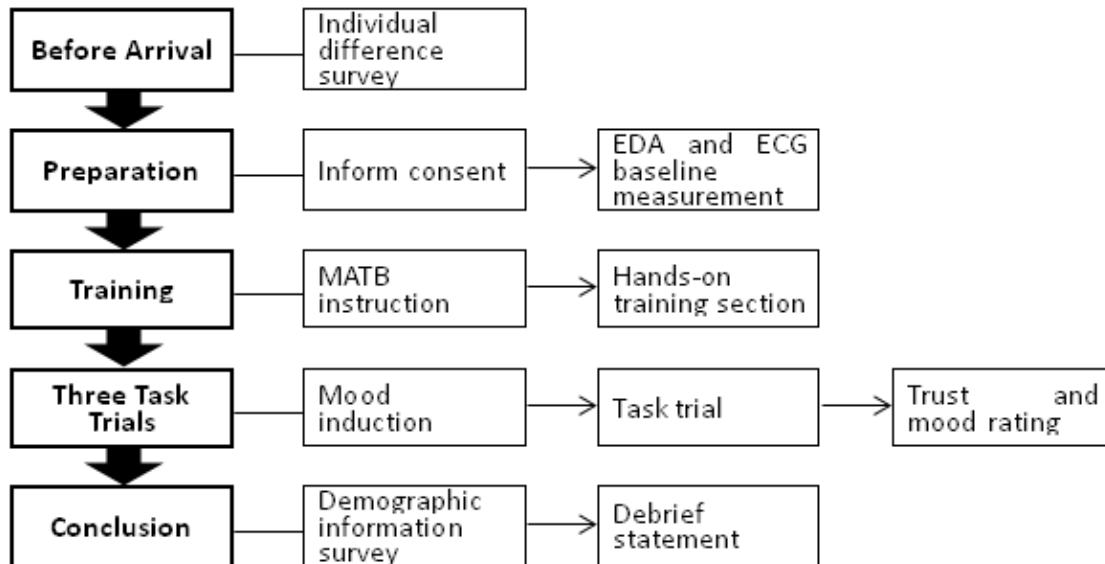 Before Arrival
Individual
difference
survey
Preparation
Inform consent
EDA and ECG
baseline
measurement
Training
MATB
instruction
Hands-on
training section
Three Task
Trials
Mood
induction
Task trial
Trust and
mood rating
Conclusion
Demographic
information
survey
Debrief
statement